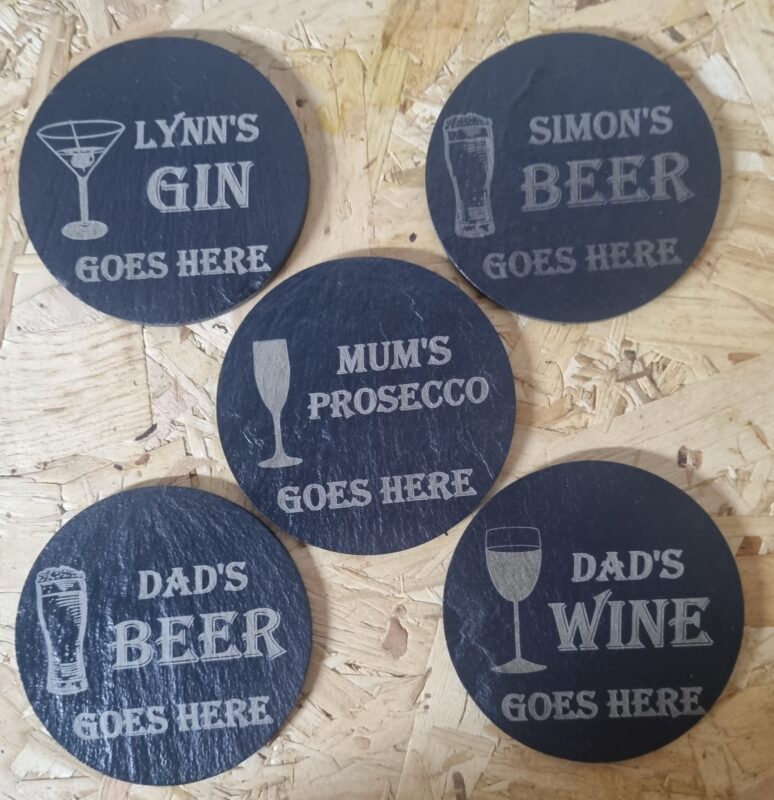 LYNN'S
GIN
GOES HERE
SIMON'S
BEER
GOES HERE
MUM'S
PROSECCO
GOES HERE
DAD'S
BEER
GOES HERE
DAD'S
WINE
GOES HERE